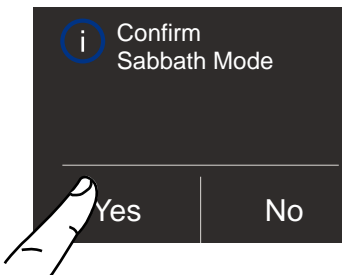 i
Confirm
Sabbath Mode
Yes
No